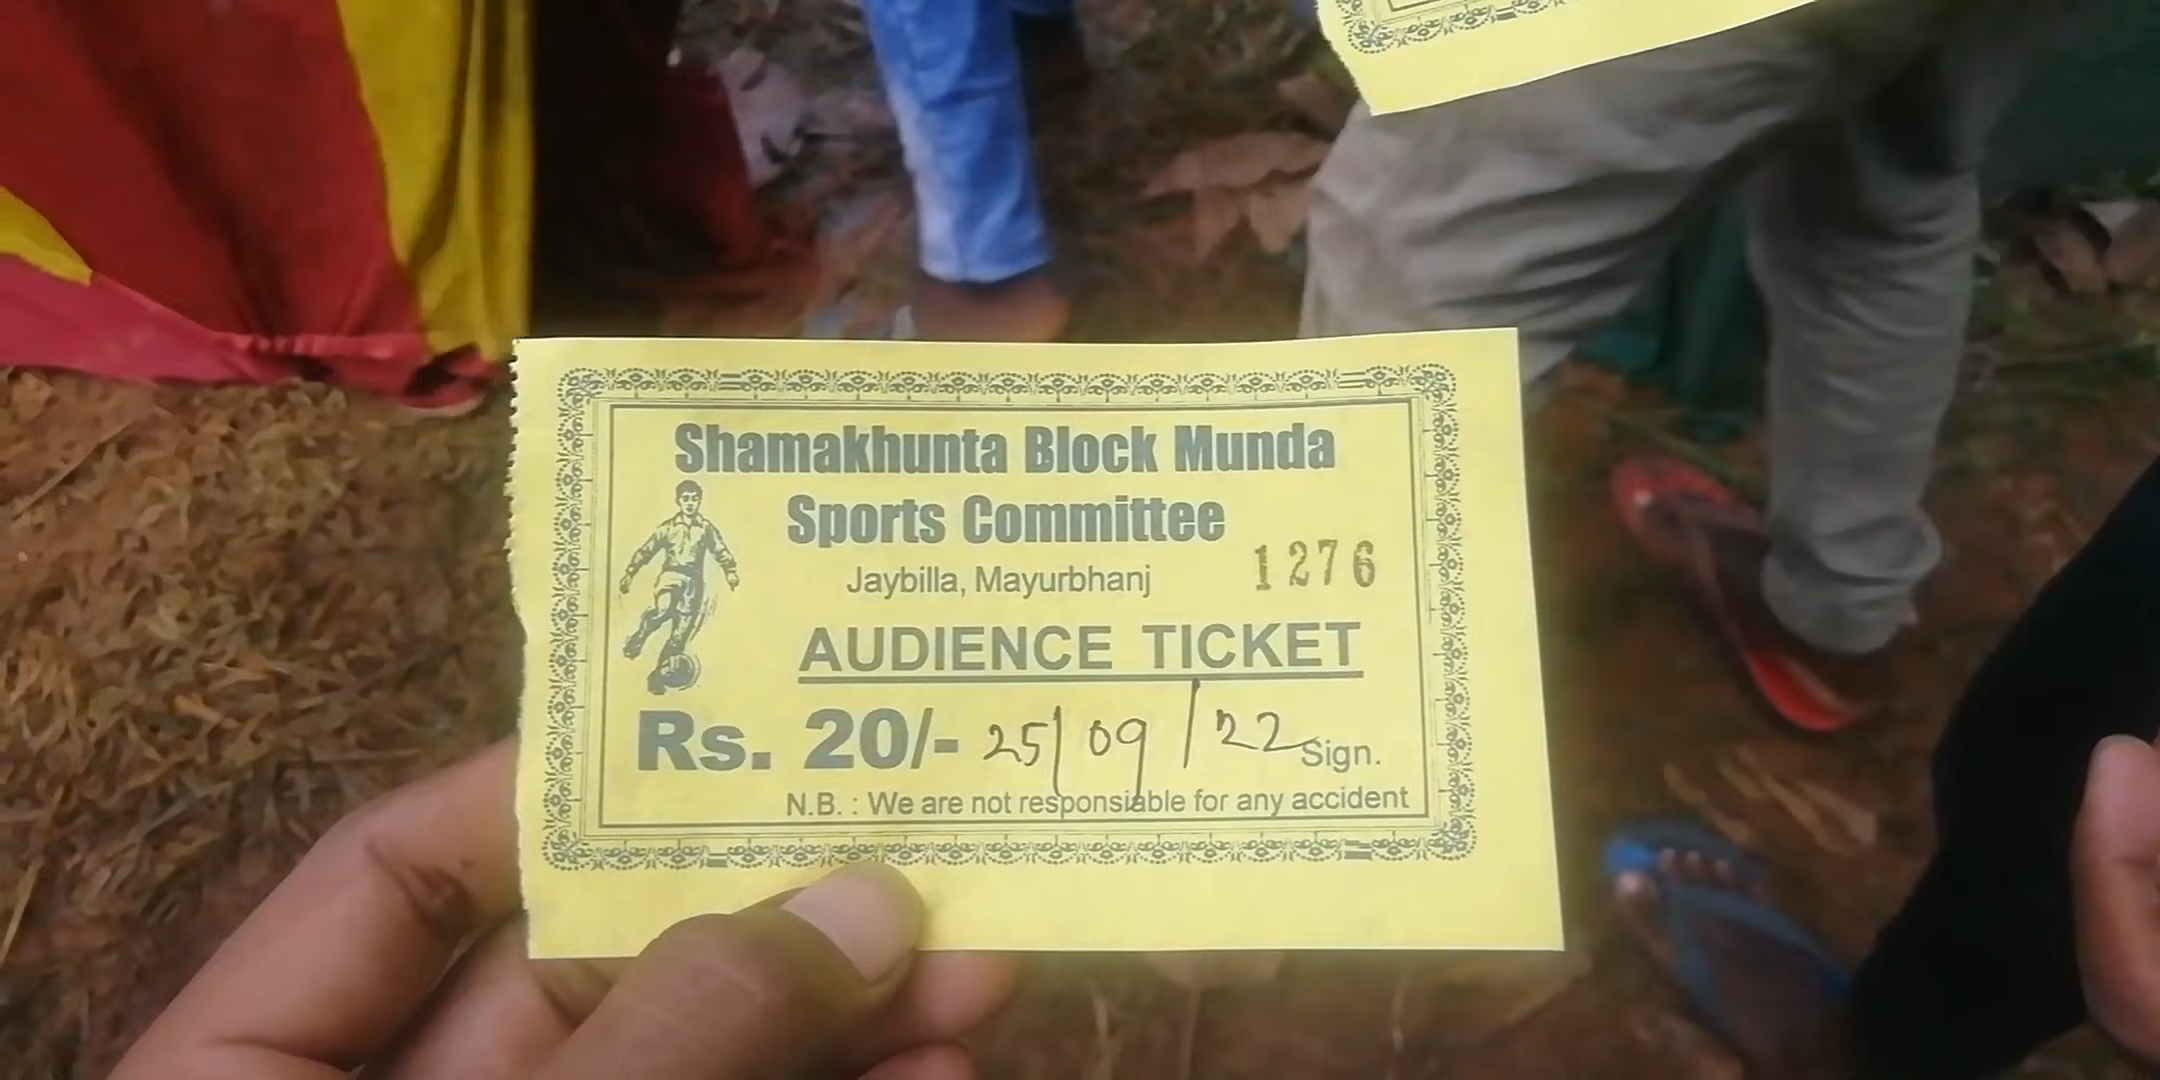 Shamakhunta Block Munda
Sports Committee
Jaybilla, Mayurbhanj
1276
AUDIENCE TICKET
Rs. 20/- 25/09/22 Sign.
N.B. : We are not responsiable for any accident